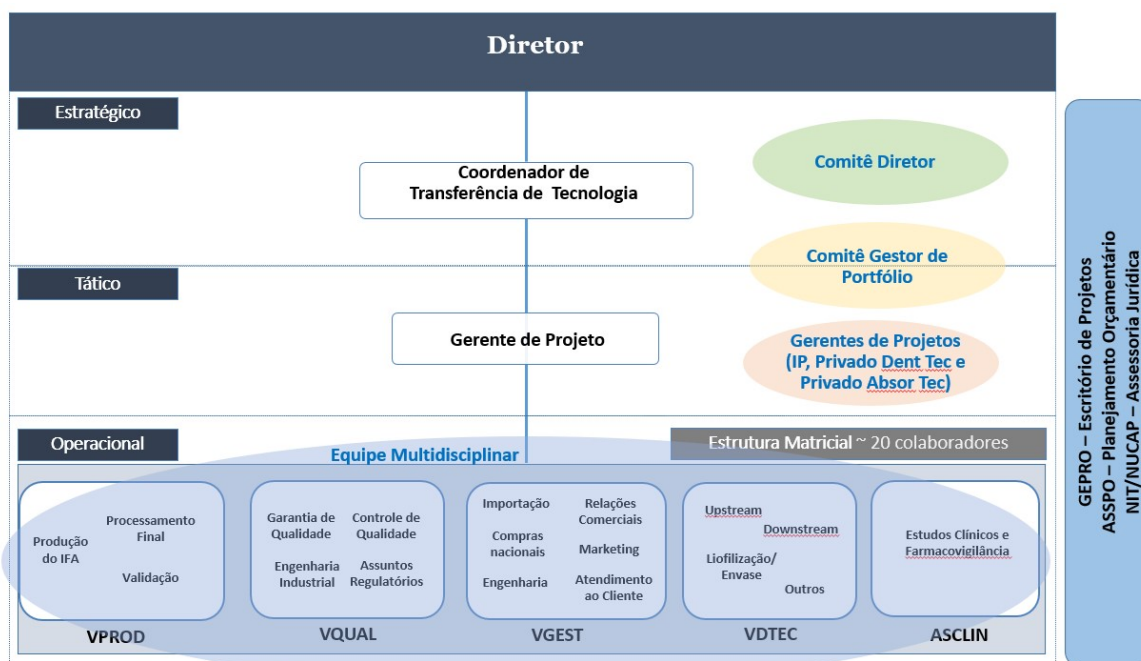 Diretor
Estratégico
Coordenador de
Transferência de Tecnologia
Comitê Diretor
Comitê Gestor de
Portfólio
Tático
Gerente de Projeto
Gerentes de Projetos
(IP, Privado Dent Tec e
Privado Absor Tec)
Operacional
Estrutura Matricial ~ 20 colaboradores
Equipe Multidisciplinar
Produção
do IFA
Processamento
Final
Validação
VPROD
Garantia de
Qualidade
Controle de
Qualidade
Engenharia
Industrial
Assuntos
Regulatórios
VQUAL
Importação
Relações
Comerciais
Compras
nacionais
Marketing
Engenharia
Atendimento
ao Cliente
VGEST
Upstream
Downstream
Liofilização/
Envase
Outros
VDTEC
Estudos Clínicos e
Farmacovigilância
ASCLIN
GEPRO – Escritório de Projetos
ASSPO – Planejamento Orçamentário
NIT/NUCAP – Assessoria Jurídica